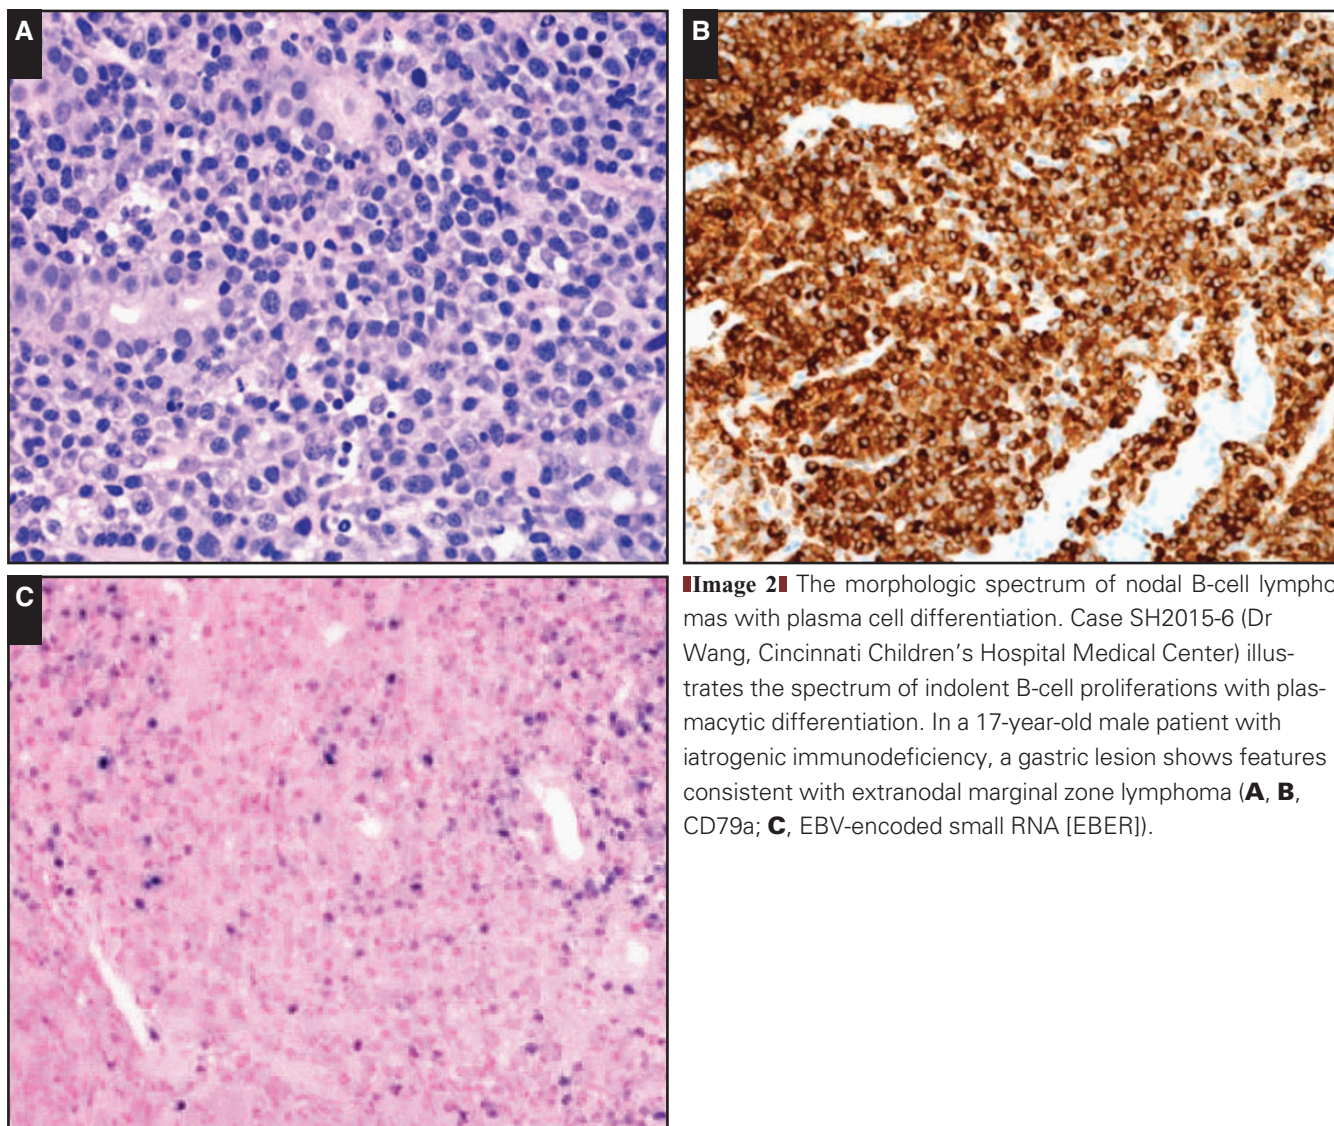 A
B
C
Image 2 The morphologic spectrum of nodal B-cell lympho
mas with plasma cell differentiation. Case SH2015-6 (Dr
Wang, Cincinnati Children’s Hospital Medical Center) illus-
trates the spectrum of indolent B-cell proliferations with plas-
macytic differentiation. In a 17-year-old male patient with
iatrogenic immunodeficiency, a gastric lesion shows features
consistent with extranodal marginal zone lymphoma (A, B,
CD79a; C, EBV-encoded small RNA [EBER]).